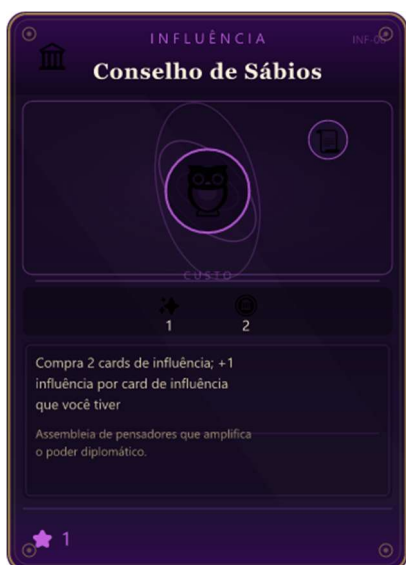 INFLUÊNCIA
Conselho de Sábios
CUSTO
1
2
Compra 2 cards de influência; +1
influência por card de influência
que você tiver
Assembleia de pensadores que amplifica
o poder diplomático.
1